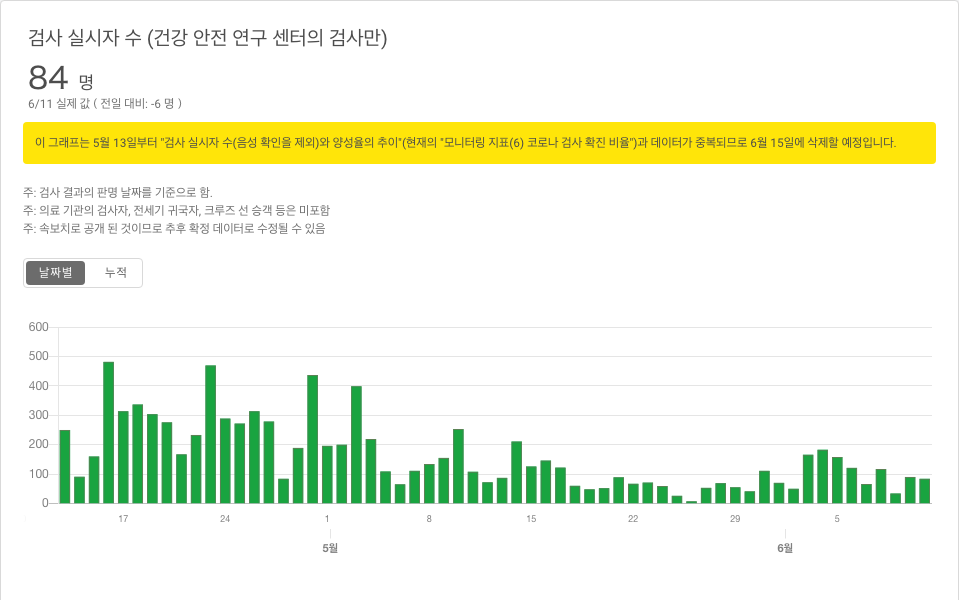 검사 실시자 수 (건강 안전 연구 센터의 검사만)
84 명
6/11 실제 값 ( 전일 대비: -6 명 )
이 그래프는 5월 13일부터 "검사 실시자 수(음성 확인을 제외)와 양성율의 추이"(현재의 "모니터링 지표(6) 코로나 검사 확진 비율")과 데이터가 중복되므로 6월 15일에 삭제할 예정입니다.
주: 검사 결과의 판명 날짜를 기준으로 함.
주: 의료 기관의 검사자, 전세기 귀국자, 크루즈 선 승객 등은 미포함
주: 속보치로 공개 된 것이므로 추후 확정 데이터로 수정될 수 있음
날짜별 누적
600
500
400
300
200
100
0
17 24 1 8 15 22 29 5
5월 6월